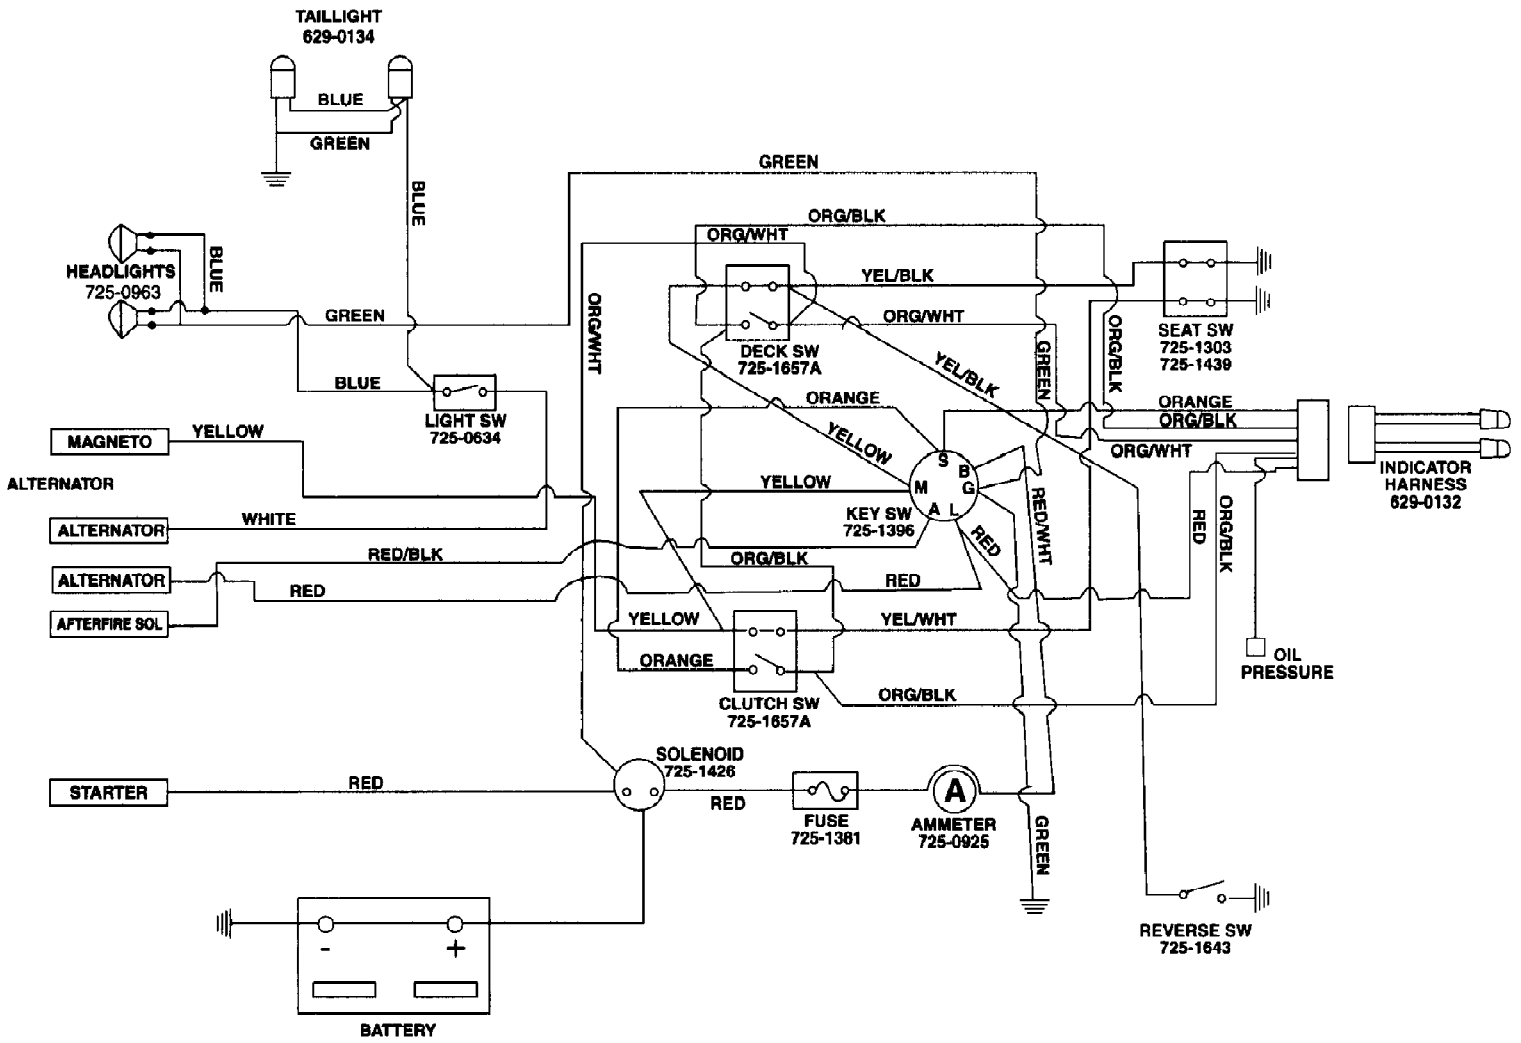 TAILLIGHT
629-0134
BLUE
GREEN
GREEN
BLUE
ORG/BLK
ORG/WHT
HEADLIGHTS
725-0963
BLUE
YEL/BLK
ORG/WHT
GREEN
ORG/WHT
DECK SW
725-1657A
SEAT SW
725-1303
725-1439
ORG/BLK
GREEN
YEL/BLK
BLUE
ORANGE
ORANGE
ORG/BLK
ORG/WHT
LIGHT SW
725-0634
MAGNETO
YELLOW
YELLOW
S
B
M
G
A
L
INDICATOR
HARNESS
629-0132
ALTERNATOR
YELLOW
KEY SW
725-1396
RED/WHT
RED
RED
ORG/BLK
ALTERNATOR
WHITE
RED/BLK
ORG/BLK
ALTERNATOR
RED
RED
AFTERFIRE SOL
YELLOW
YEL/WHT
ORANGE
OIL
PRESSURE
ORG/BLK
CLUTCH SW
725-1657A
SOLENOID
725-1426
STARTER
RED
RED
FUSE
725-1381
A
AMMETER
725-0925
GREEN
REVERSE SW
725-1643
-
+
BATTERY